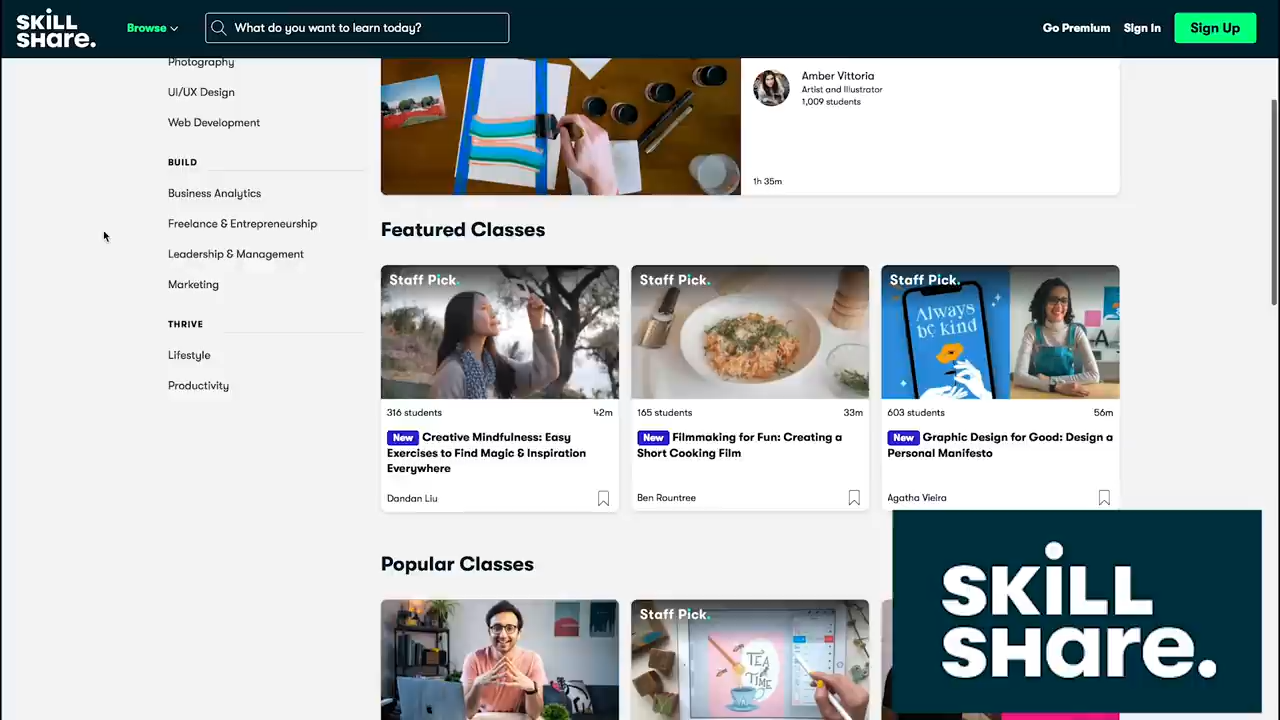 SKILL
SHARE.
Browse
What do you want to learn today?
Go Premium
Sign In
Sign Up
Photography
UI/UX Design
Web Development
BUILD
Business Analytics
Freelance & Entrepreneurship
Leadership & Management
Marketing
THRIVE
Lifestyle
Productivity
Amber Vittoria
Artist and Illustrator
1,009 students
1h 35m
Featured Classes
Staff Pick.
316 students
42m
New Creative Mindfulness: Easy
Exercises to Find Magic & Inspiration
Everywhere
Dandan Liu
Staff Pick.
165 students
33m
New Filmmaking for Fun: Creating a
Short Cooking Film
Ben Rountree
Staff Pick.
Always
be kind
603 students
56m
New Graphic Design for Good: Design a
Personal Manifesto
Agatha Vieira
Popular Classes
Staff Pick.
TEA
TIME
SKiLL
SHaRe.